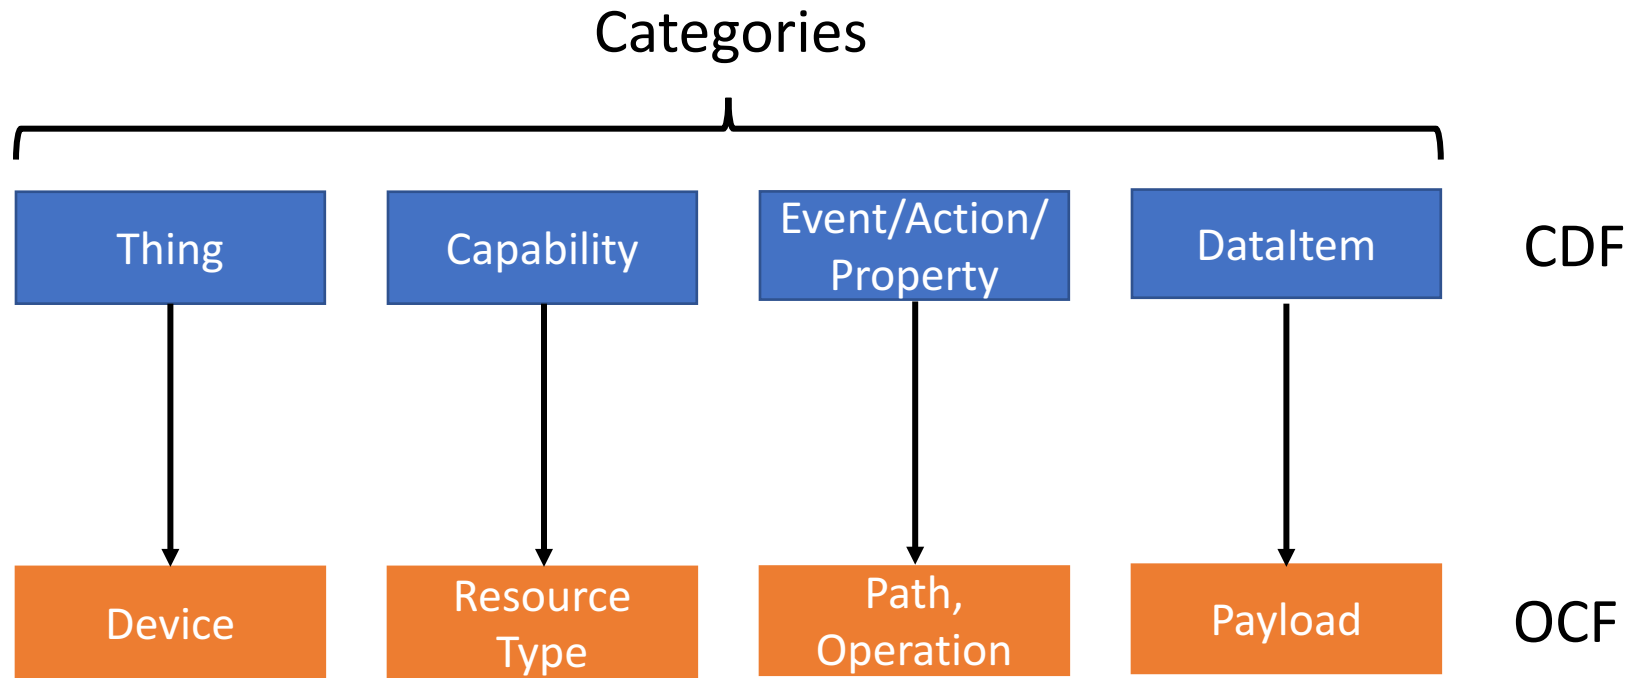 Categories
Thing
Capability
Event/Action/
Property
DataItem
CDF
Device
Resource
Type
Path,
Operation
Payload
OCF